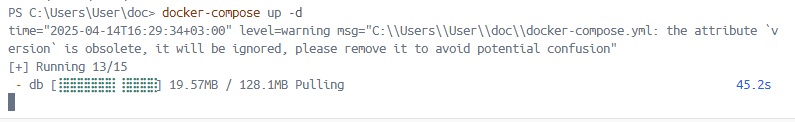 PS C:\Users\User\doc> docker-compose up -d
time="2025-04-14T16:29:34+03:00" level=warning msg="C:\\Users\\User\\doc\\docker-compose.yml: the attribute `v
ersion` is obsolete, it will be ignored, please remove it to avoid potential confusion"
[+] Running 13/15
 - db [⣿⣿⣿⣿⣿⣿⣿⣿⡀⣿⣿⣿⣿⣿] 19.57MB / 128.1MB Pulling 45.2s